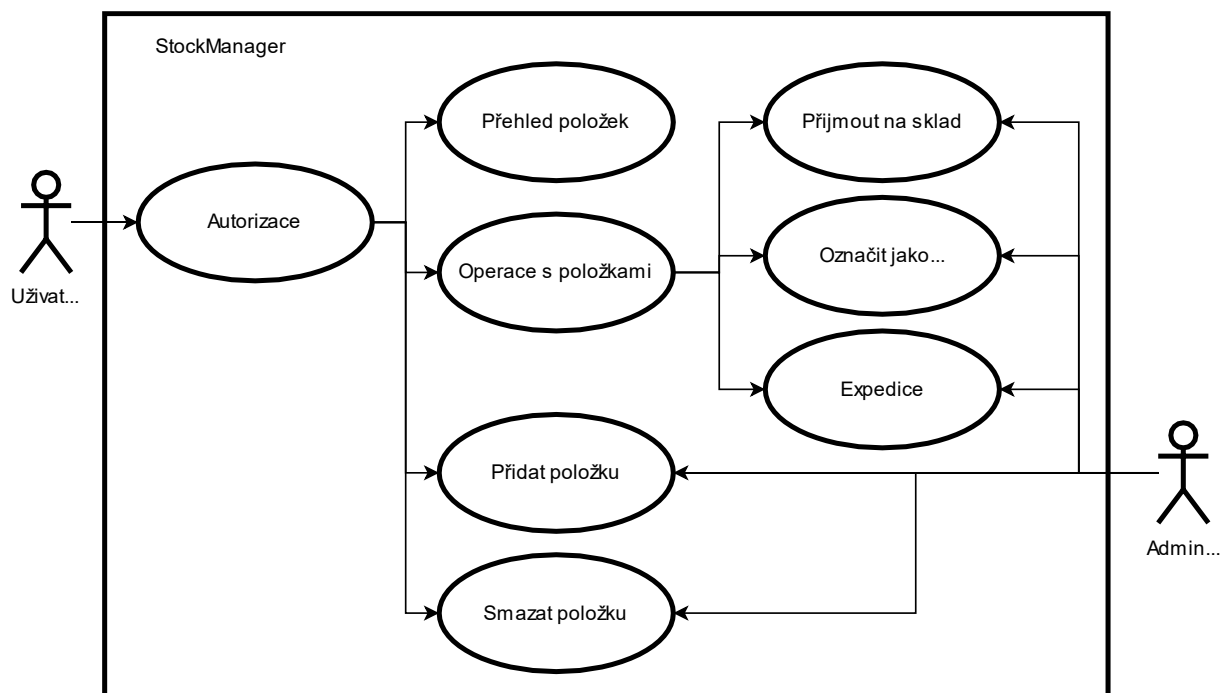 StockManager
Přehled položek
Přijmout na sklad
Autorizace
Operace s položkami
Označit jako...
Uživat...
Expedice
Přidat položku
Admin...
Smazat položku